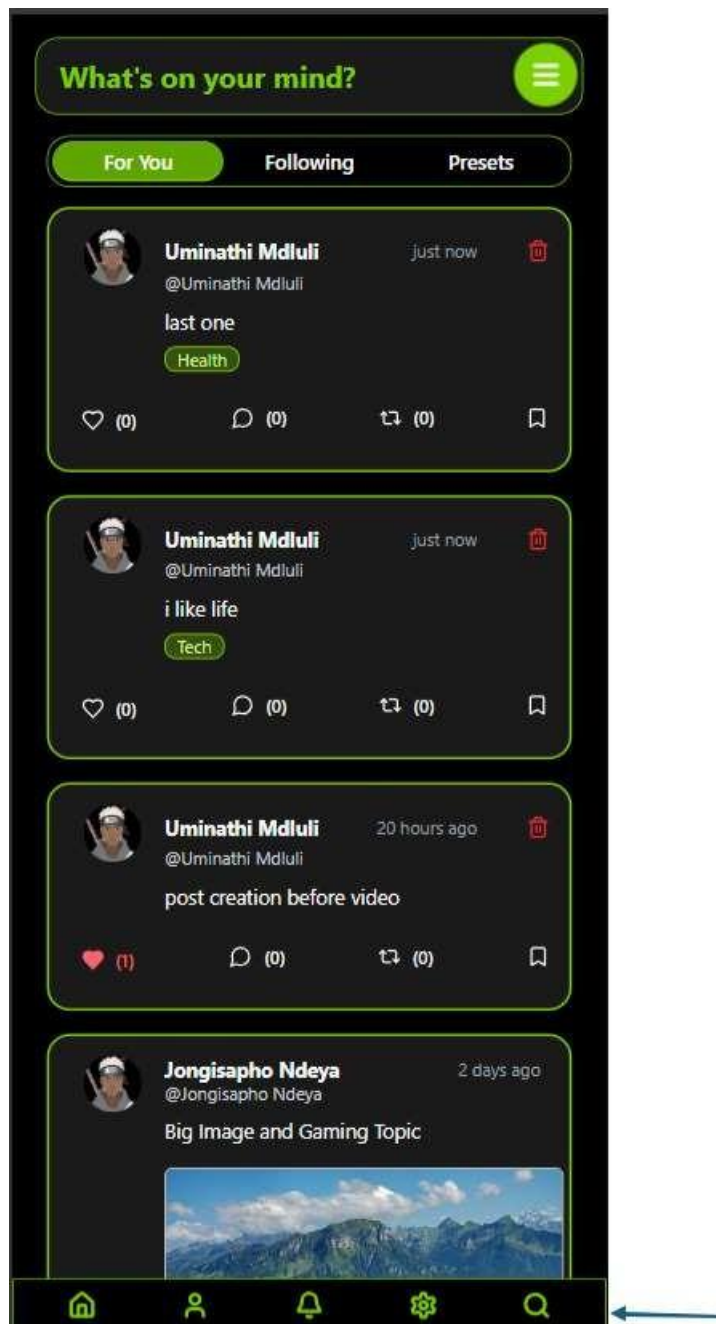 What's on your mind?
For You Following Presets
Uminathi Mdluli just now
@Uminathi Mdluli
last one
Health
(0) (0) (0)
Uminathi Mdluli just now
@Uminathi Mdluli
i like life
Tech
(0) (0) (0)
Uminathi Mdluli 20 hours ago
@Uminathi Mdluli
post creation before video
(1) (0) (0)
Jongisapho Ndeya 2 days ago
@Jongisapho Ndeya
Big Image and Gaming Topic